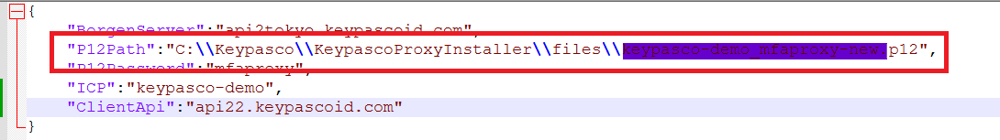 {
"BorgenServer":"api2tokyo.keypascoid.com",
"P12Path":"C:\\Keypasco\\KeypascoProxyInstaller\\files\\keypasco-demo.mfaproxy-new.p12",
"P12Password":"mfaproxy",
"ICP":"keypasco-demo",
"ClientApi":"api22.keypascoid.com"
}